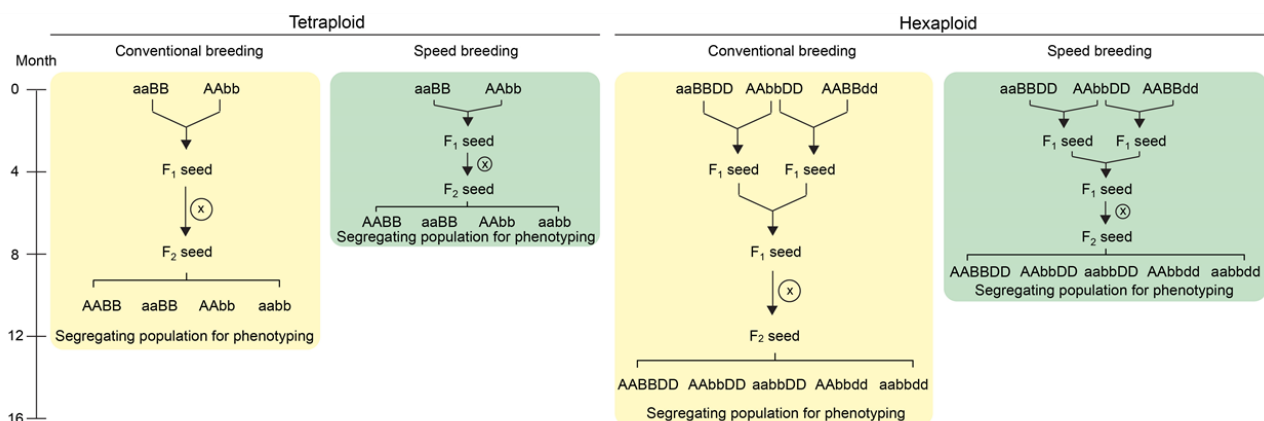 Tetraploid
Hexaploid
Conventional breeding
Speed breeding
Conventional breeding
Speed breeding
Month
0
4
8
12
16
aaBB AAbb
F1 seed
x
F2 seed
AABB aaBB AAbb aabb
Segregating population for phenotyping
aaBB AAbb
F1 seed
x
F2 seed
AABB aaBB AAbb aabb
Segregating population for phenotyping
aaBBDD AAbbDD AABBdd
F1 seed F1 seed
F1 seed
x
F2 seed
AABBDD AAbbDD aabbDD AAbbdd aabbdd
Segregating population for phenotyping
aaBBDD AAbbDD AABBdd
F1 seed F1 seed
F1 seed
x
F2 seed
AABBDD AAbbDD aabbDD AAbbdd aabbdd
Segregating population for phenotyping